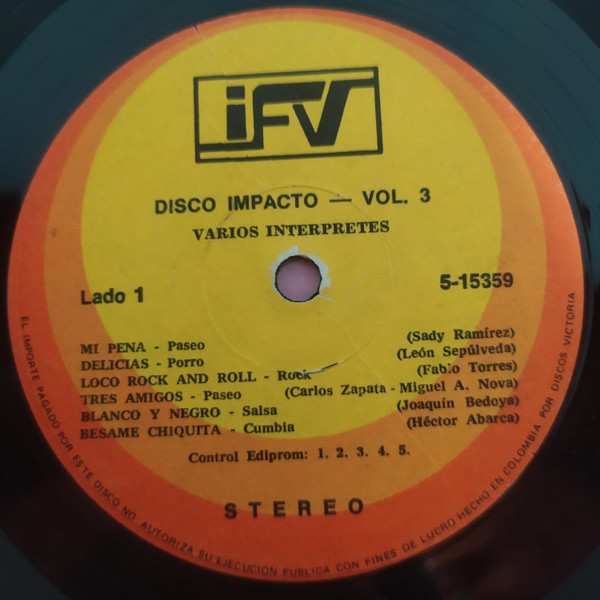 iFV
DISCO IMPACTO — VOL. 3
VARIOS INTERPRETES
Lado 1
5-15359
MI PENA - Paseo (Sady Ramírez)
DELICIAS - Porro (León Sepúlveda)
LOCO ROCK AND ROLL - Rock (Fabio Torres)
TRES AMIGOS - Paseo (Carlos Zapata - Miguel A. Nova)
BLANCO Y NEGRO - Salsa (Joaquín Bedoya)
BESAME CHIQUITA - Cumbia (Héctor Abarca)
Control Ediprom: 1. 2. 3. 4. 5.
STEREO
EL IMPORTE PAGADO POR ESTE DISCO NO AUTORIZA SU EJECUCION PUBLICA CON FINES DE LUCRO HECHO EN COLOMBIA POR DISCOS VICTORIA